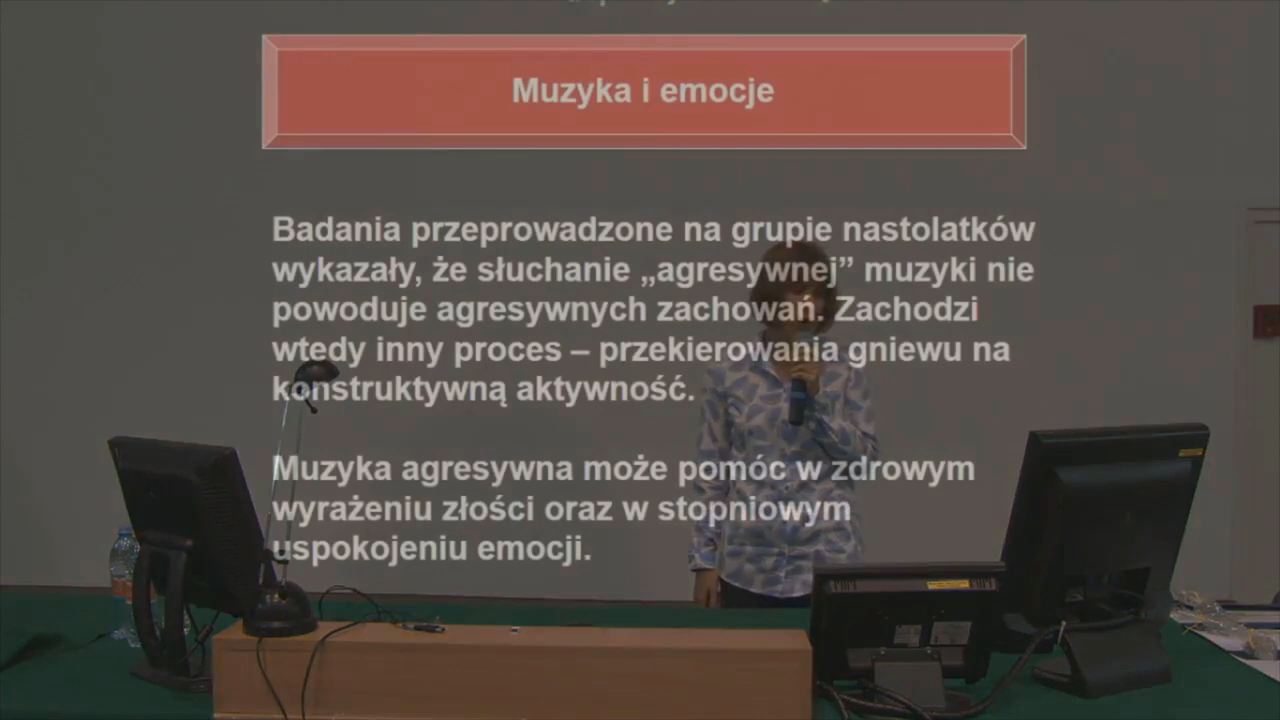 Muzyka i emocje
Badania przeprowadzone na grupie nastolatków
wykazały, że słuchanie „agresywnej” muzyki nie
powoduje agresywnych zachowań. Zachodzi
wtedy inny proces – przekierowania gniewu na
konstruktywną aktywność.
Muzyka agresywna może pomóc w zdrowym
wyrażeniu złości oraz w stopniowym
uspokojeniu emocji.